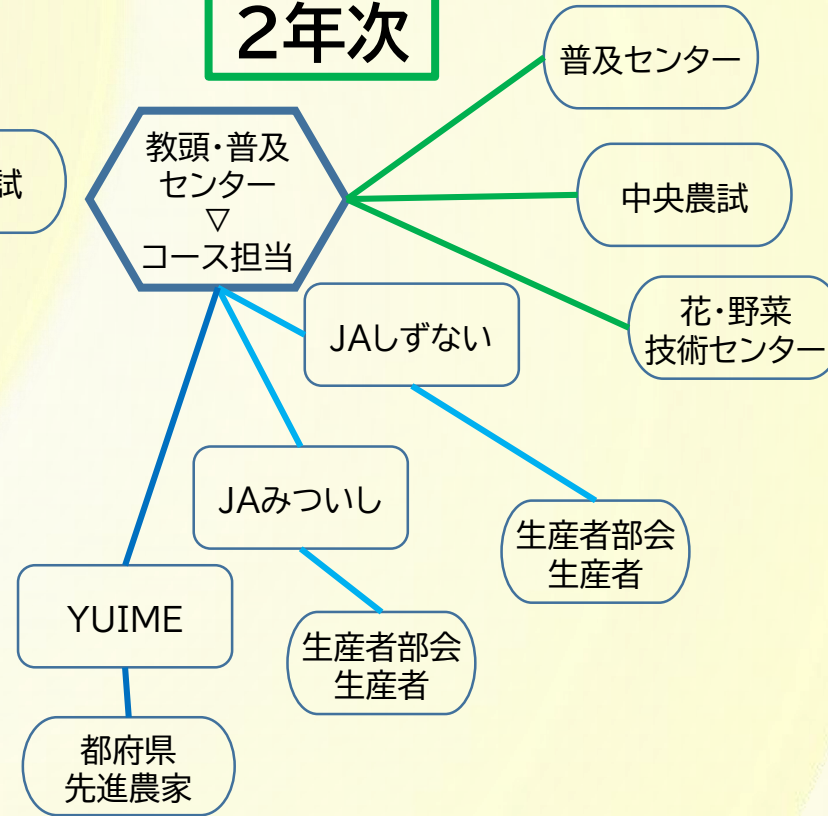 2年次
普及センター
試
教頭・普及
センター
▽
コース担当
中央農試
花・野菜
技術センター
JAしずない
JAみついし
生産者部会
生産者
YUIME
生産者部会
生産者
都府県
先進農家